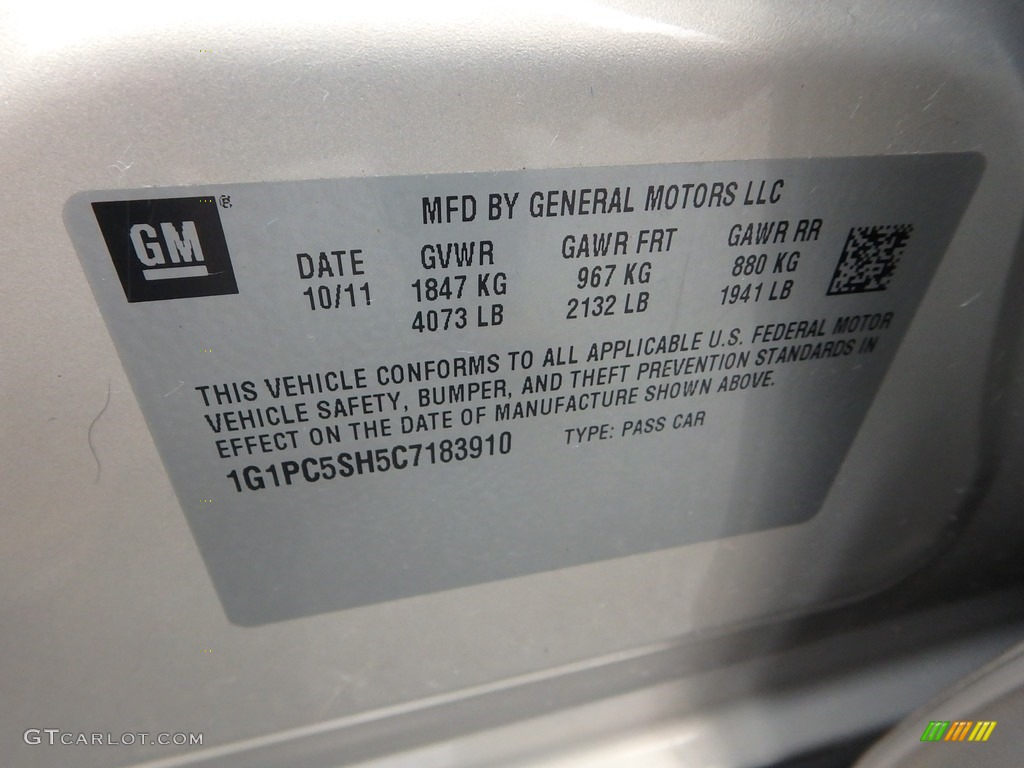 GM ®
MFD BY GENERAL MOTORS LLC
DATE GVWR GAWR FRT GAWR RR
10/11 1847 KG 967 KG 880 KG
4073 LB 2132 LB 1941 LB
THIS VEHICLE CONFORMS TO ALL APPLICABLE U.S. FEDERAL MOTOR
VEHICLE SAFETY, BUMPER, AND THEFT PREVENTION STANDARDS IN
EFFECT ON THE DATE OF MANUFACTURE SHOWN ABOVE.
1G1PC5SH5C7183910 TYPE: PASS CAR
GTCARLOT.COM